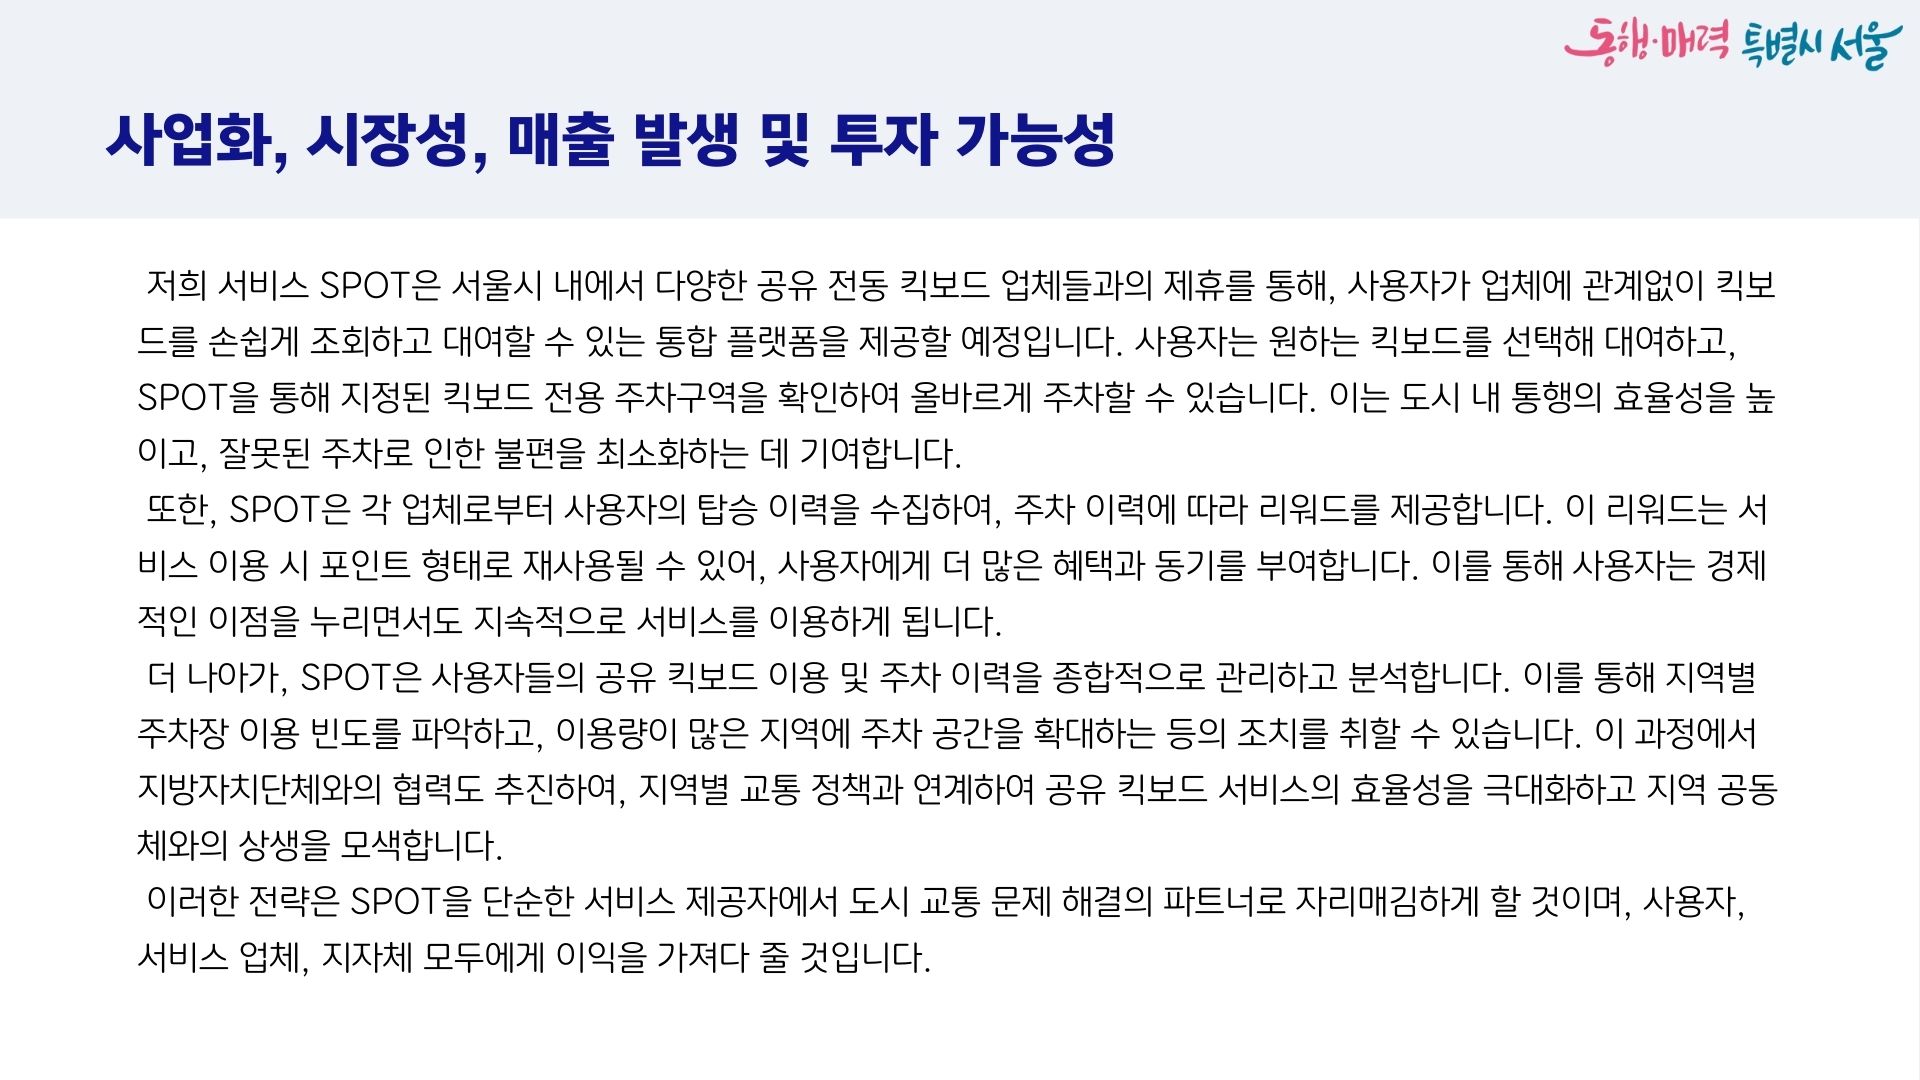 동행·매력 특별시 서울
사업화, 시장성, 매출 발생 및 투자 가능성
저희 서비스 SPOT은 서울시 내에서 다양한 공유 전동 킥보드 업체들과의 제휴를 통해, 사용자가 업체에 관계없이 킥보
드를 손쉽게 조회하고 대여할 수 있는 통합 플랫폼을 제공할 예정입니다. 사용자는 원하는 킥보드를 선택해 대여하고,
SPOT을 통해 지정된 킥보드 전용 주차구역을 확인하여 올바르게 주차할 수 있습니다. 이는 도시 내 통행의 효율성을 높
이고, 잘못된 주차로 인한 불편을 최소화하는 데 기여합니다.
또한, SPOT은 각 업체로부터 사용자의 탑승 이력을 수집하여, 주차 이력에 따라 리워드를 제공합니다. 이 리워드는 서
비스 이용 시 포인트 형태로 재사용될 수 있어, 사용자에게 더 많은 혜택과 동기를 부여합니다. 이를 통해 사용자는 경제
적인 이점을 누리면서도 지속적으로 서비스를 이용하게 됩니다.
더 나아가, SPOT은 사용자들의 공유 킥보드 이용 및 주차 이력을 종합적으로 관리하고 분석합니다. 이를 통해 지역별
주차장 이용 빈도를 파악하고, 이용량이 많은 지역에 주차 공간을 확대하는 등의 조치를 취할 수 있습니다. 이 과정에서
지방자치단체와의 협력도 추진하여, 지역별 교통 정책과 연계하여 공유 킥보드 서비스의 효율성을 극대화하고 지역 공동
체와의 상생을 모색합니다.
이러한 전략은 SPOT을 단순한 서비스 제공자에서 도시 교통 문제 해결의 파트너로 자리매김하게 할 것이며, 사용자,
서비스 업체, 지자체 모두에게 이익을 가져다 줄 것입니다.